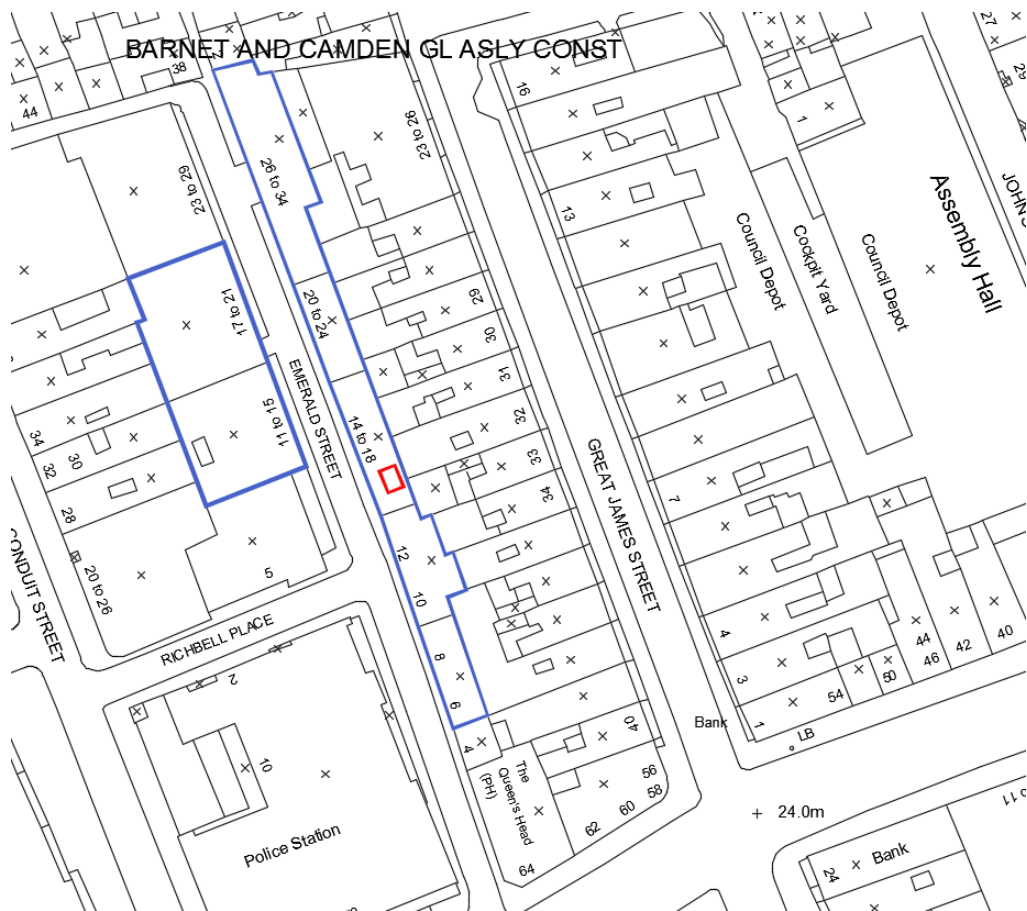 BARNET AND CAMDEN GL ASLY CONST
38
44
16
23 to 26
1
27
29
26 to 34
23 to 29
13
Assembly Hall
JOHN'S
Council Depot
Cockpit Yard
Council Depot
17 to 21
20 to 24
29
30
31
EMERALD STREET
11 to 15
14 to 18
32
33
34
34
32
30
28
GREAT JAMES STREET
7
CONDUIT STREET
20 to 26
5
12
10
RICHBELL PLACE
8
6
4
2
10
4
3
1
54
50
44
46
42
40
Bank
LB
40
The
Queen's Head
(PH)
56
58
60
62
64
24.0m
Police Station
Bank
24
to 11